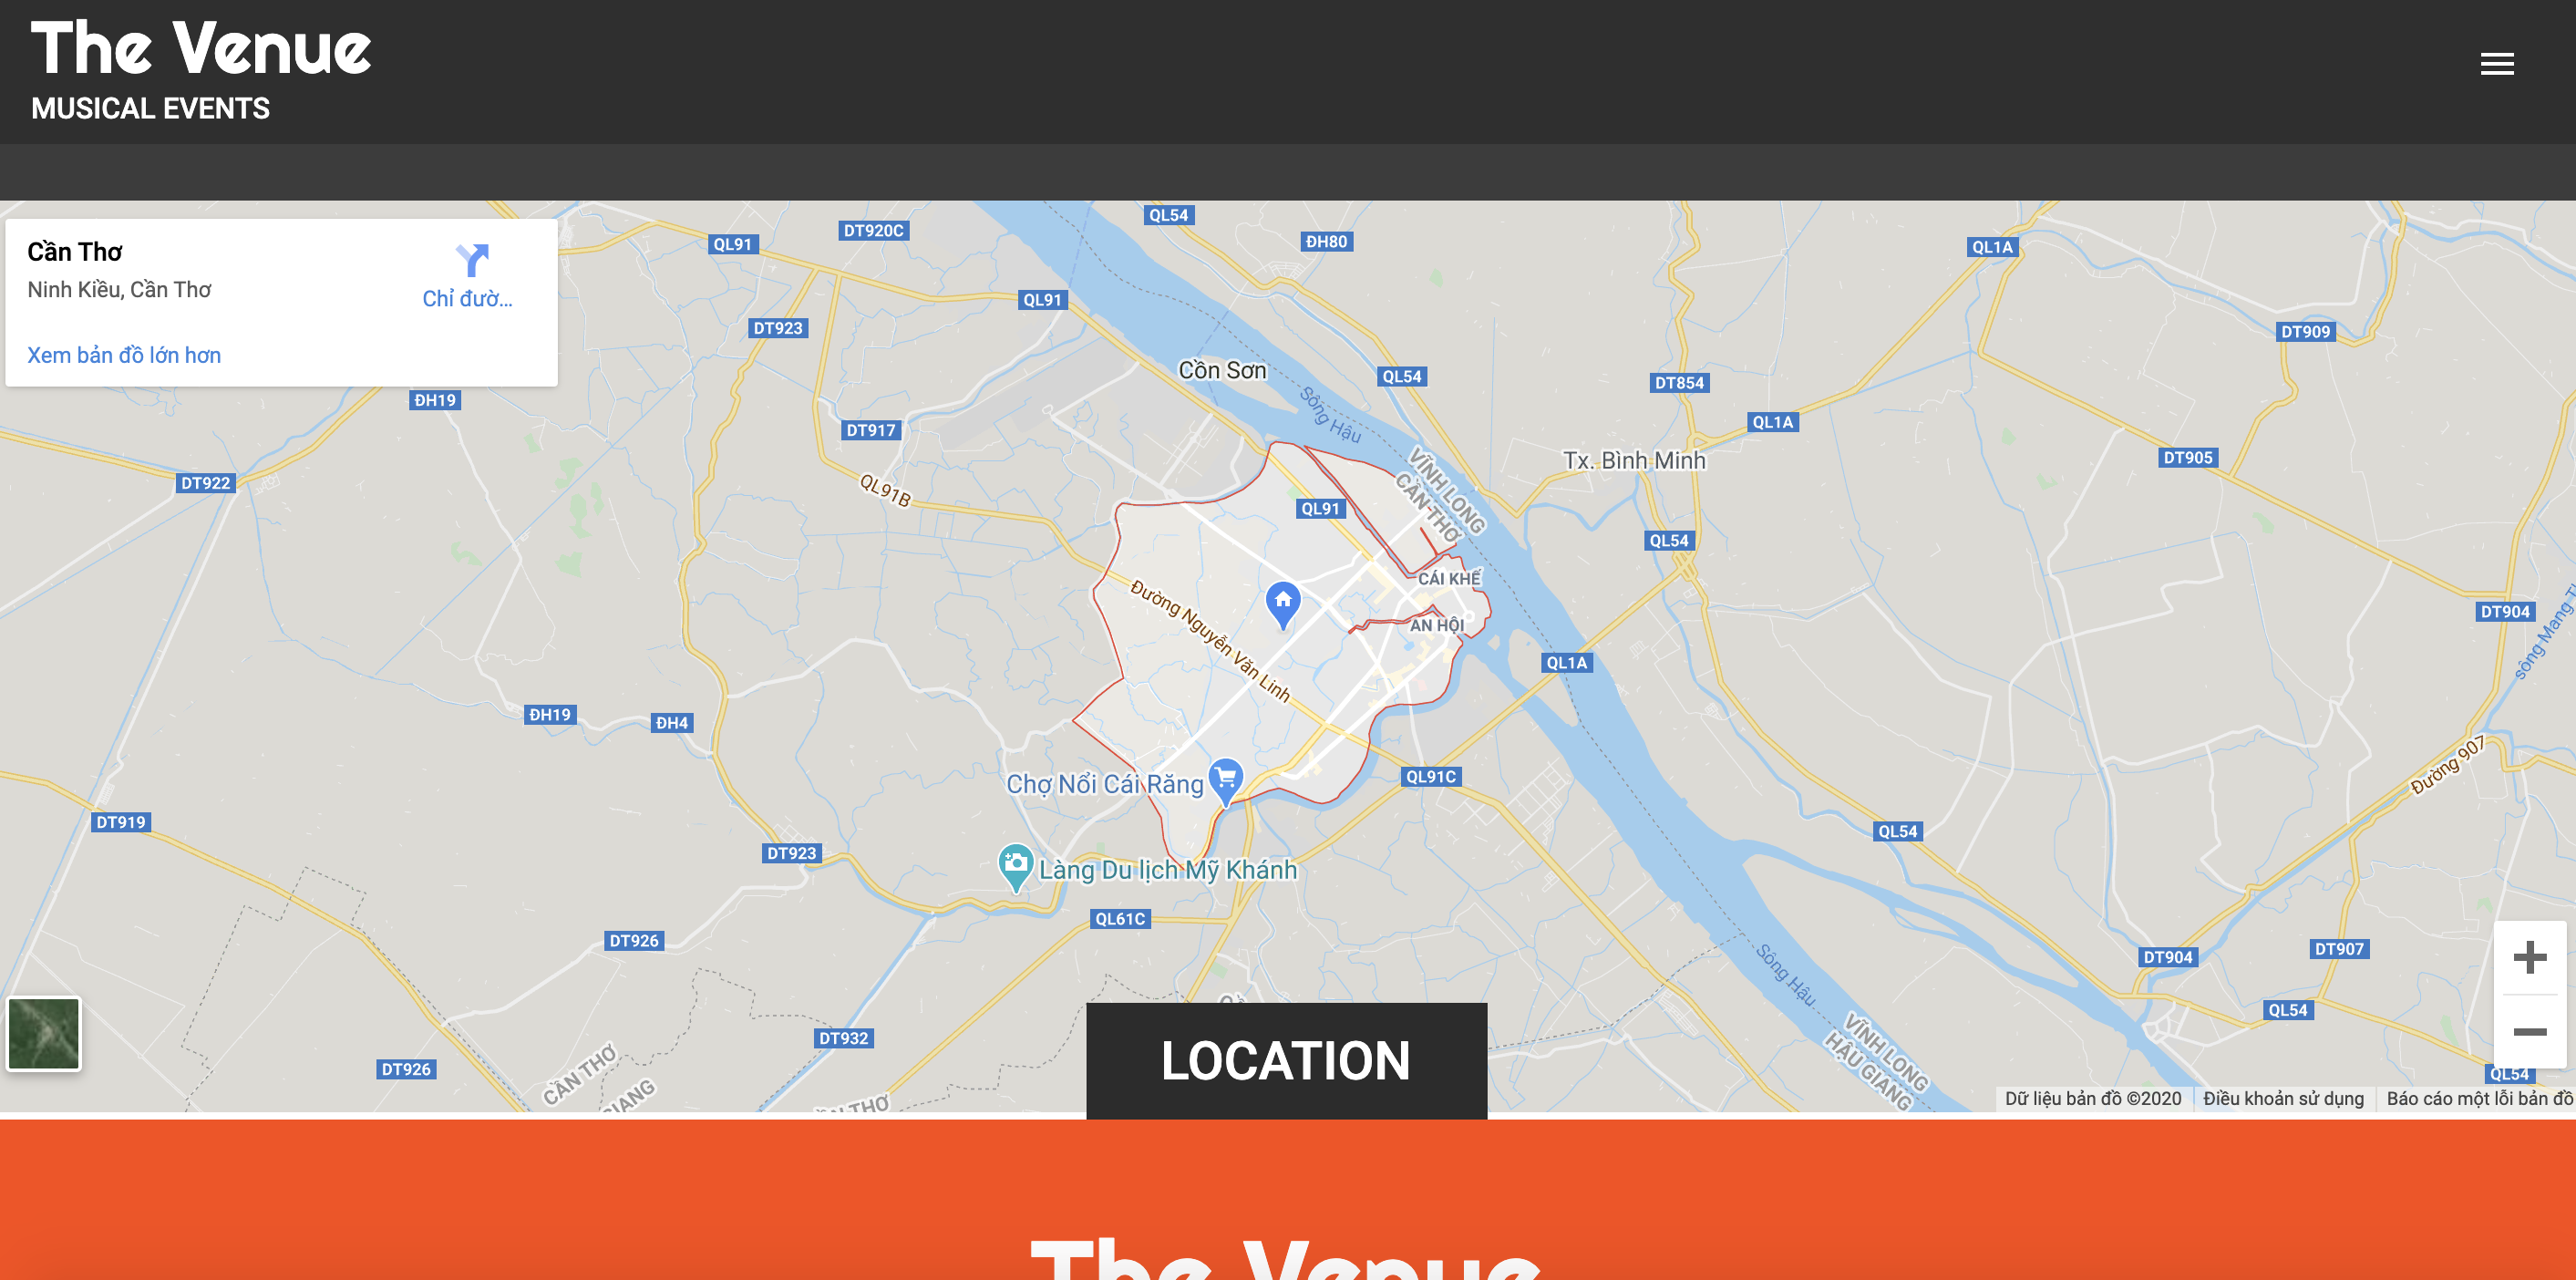 The Venue
MUSICAL EVENTS
Cần Thơ
Ninh Kiều, Cần Thơ
Chỉ đườ...
Xem bản đồ lớn hơn
QL54
DT920C
QL91
ĐH80
QL1A
QL91
DT923
DT909
Cồn Sơn
QL54
DT854
ĐH19
Sông Hậu
QL1A
DT917
Tx. Bình Minh
DT905
DT922
QL91B
VĨNH LONG
CẦN THƠ
QL91
QL54
CÁI KHẾ
Đường Nguyễn Văn Linh
AN HỘI
DT904
QL1A
ĐH19
ĐH4
Đường 907
Chợ Nổi Cái Răng
QL91C
DT919
QL54
DT923
Làng Du lịch Mỹ Khánh
QL61C
DT926
DT907
DT904
Sông Hậu
QL54
DT932
VĨNH LONG
HẬU GIANG
DT926
CẦN THƠ
GIANG
THƠ
QL54
LOCATION
Dữ liệu bản đồ ©2020
Điều khoản sử dụng
Báo cáo một lỗi bản đồ
The Venue